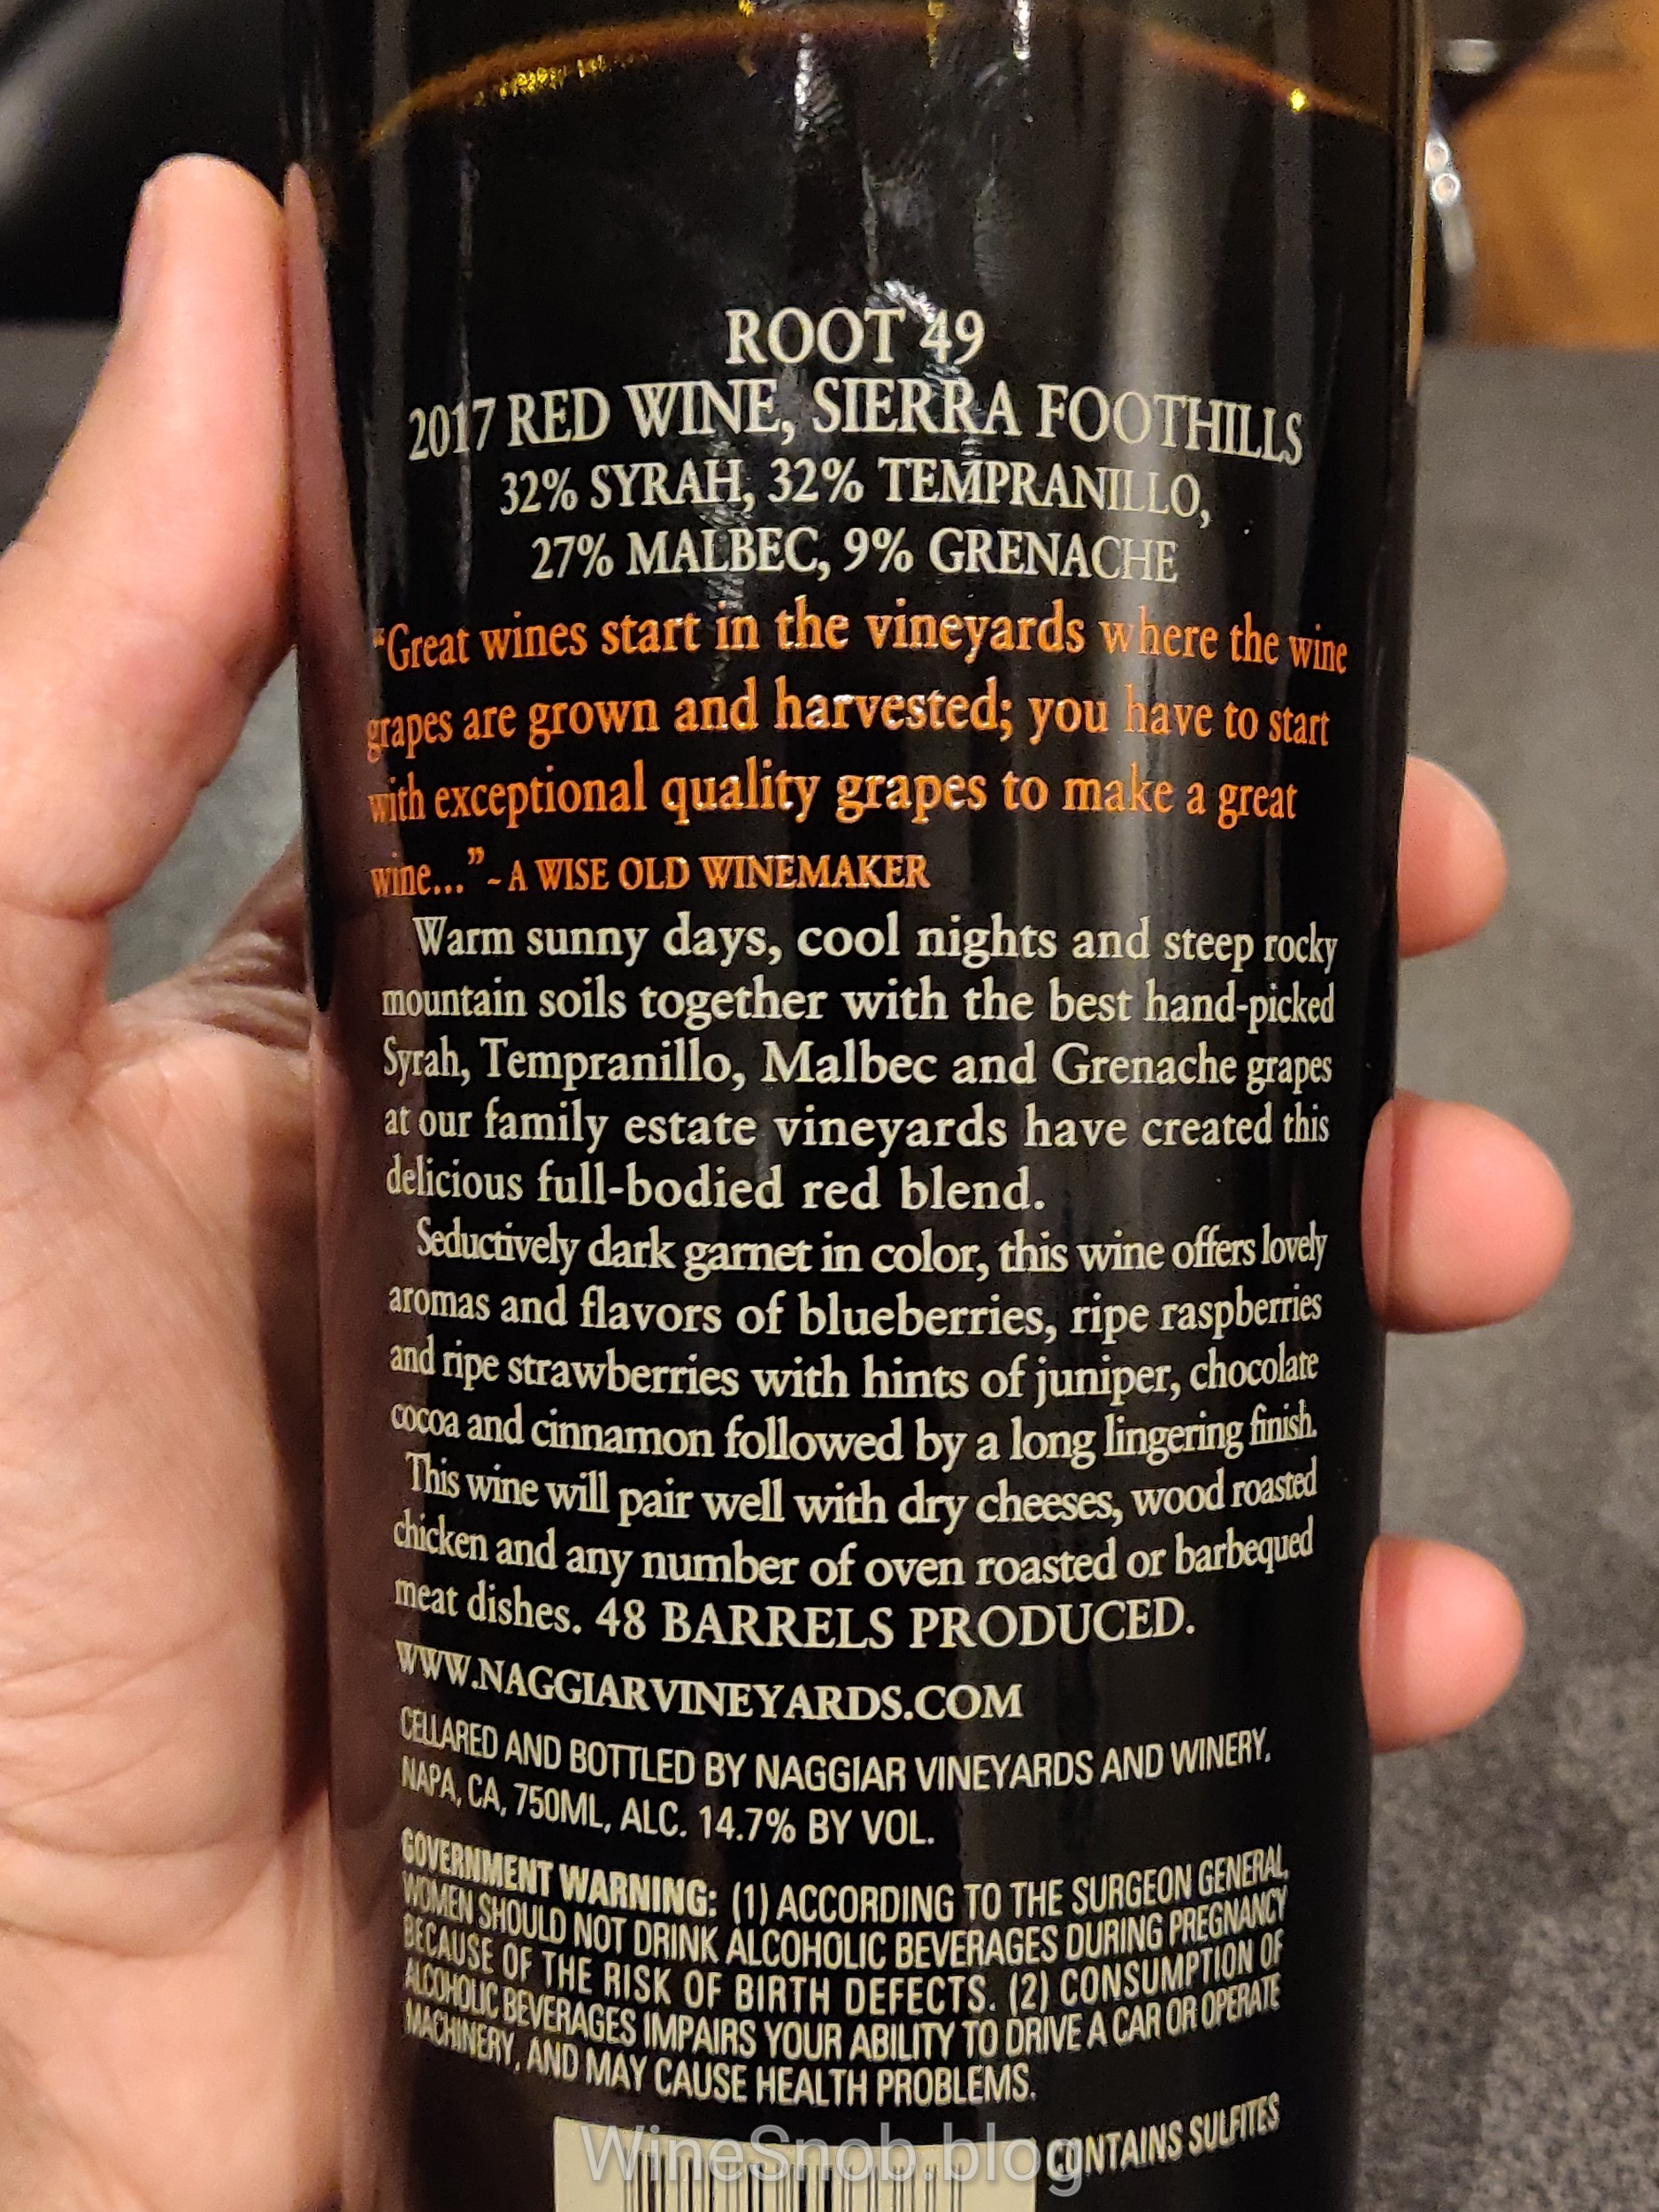 ROOT 49
2017 RED WINE, SIERRA FOOTHILLS
32% SYRAH, 32% TEMPRANILLO,
27% MALBEC, 9% GRENACHE
“Great wines start in the vineyards where the wine
grapes are grown and harvested; you have to start
with exceptional quality grapes to make a great
wine...” ~ A WISE OLD WINEMAKER
Warm sunny days, cool nights and steep rocky
mountain soils together with the best hand-picked
Syrah, Tempranillo, Malbec and Grenache grapes
at our family estate vineyards have created this
delicious full-bodied red blend.
Seductively dark garnet in color, this wine offers lovely
aromas and flavors of blueberries, ripe raspberries
and ripe strawberries with hints of juniper, chocolate
cocoa and cinnamon followed by a long lingering finish.
This wine will pair well with dry cheeses, wood roasted
chicken and any number of oven roasted or barbequed
meat dishes. 48 BARRELS PRODUCED.
WWW.NAGGIARVINEYARDS.COM
CELLARED AND BOTTLED BY NAGGIAR VINEYARDS AND WINERY,
NAPA, CA, 750ML, ALC. 14.7% BY VOL.
GOVERNMENT WARNING: (1) ACCORDING TO THE SURGEON GENERAL,
WOMEN SHOULD NOT DRINK ALCOHOLIC BEVERAGES DURING PREGNANCY
BECAUSE OF THE RISK OF BIRTH DEFECTS. (2) CONSUMPTION OF
ALCOHOLIC BEVERAGES IMPAIRS YOUR ABILITY TO DRIVE A CAR OR OPERATE
MACHINERY, AND MAY CAUSE HEALTH PROBLEMS.
CONTAINS SULFITES
WineSnob.blog